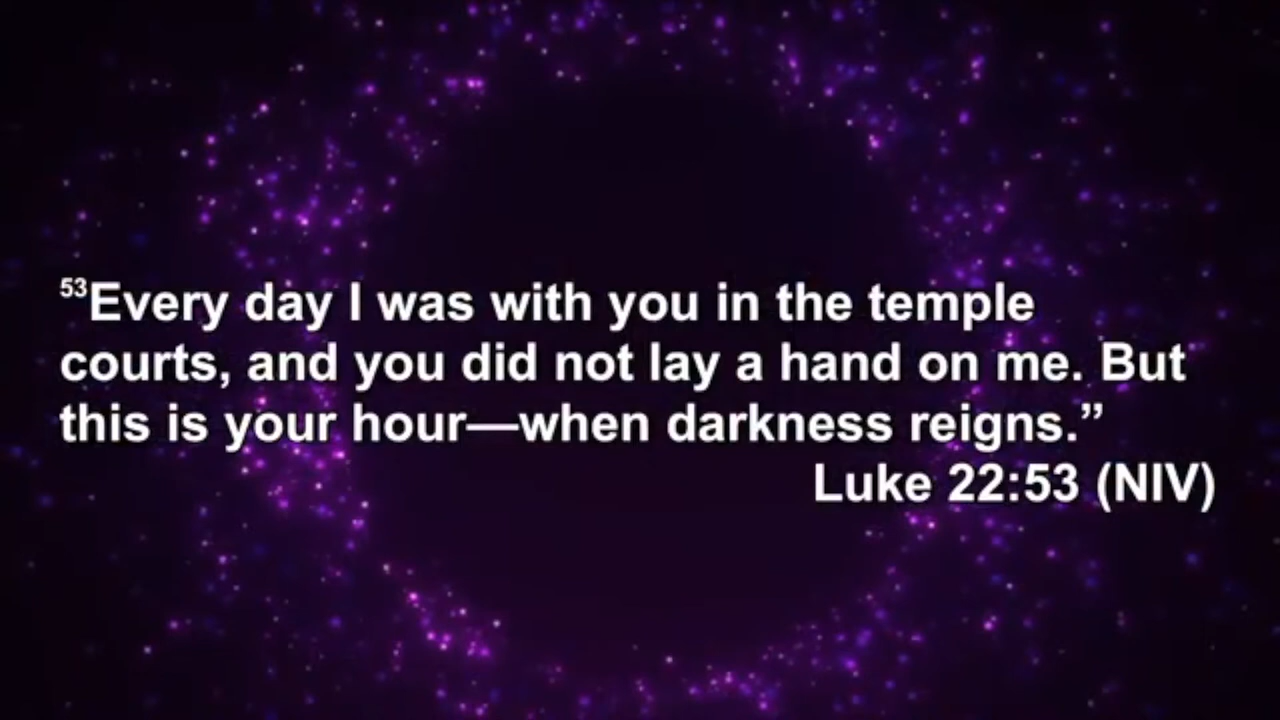 ⁵³Every day I was with you in the temple
courts, and you did not lay a hand on me. But
this is your hour—when darkness reigns.”
Luke 22:53 (NIV)